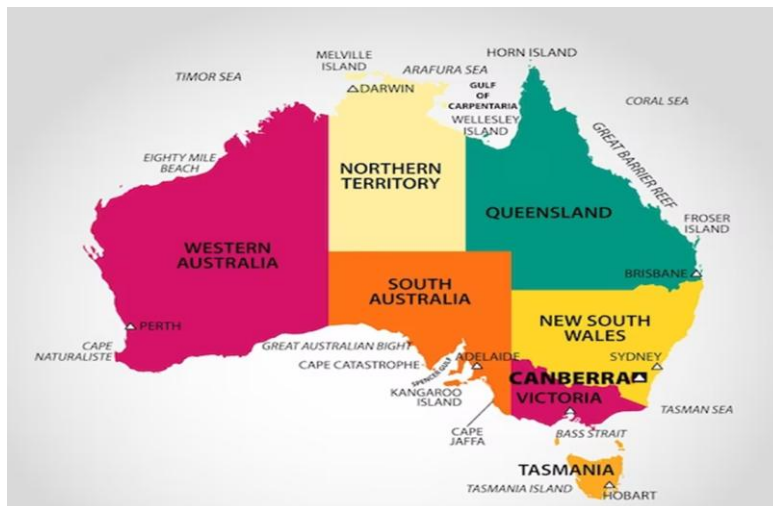 HORN ISLAND
MELVILLE
ISLAND
ARAFURA SEA
TIMOR SEA
DARWIN
GULF
OF
CARPENTARIA
CORAL SEA
WELLESLEY
ISLAND
GREAT BARRIER REEF
EIGHTY MILE
BEACH
NORTHERN
TERRITORY
QUEENSLAND
FROSER
ISLAND
WESTERN
AUSTRALIA
SOUTH
AUSTRALIA
BRISBANE
PERTH
NEW SOUTH
WALES
CAPE
NATURALISTE
GREAT AUSTRALIAN BIGHT
ADELAIDE
SYDNEY
CAPE CATASTROPHE
SPENCER GULF
CANBERRA
KANGAROO
ISLAND
VICTORIA
TASMAN SEA
CAPE
JAFFA
BASS STRAIT
TASMANIA
TASMANIA ISLAND
HOBART